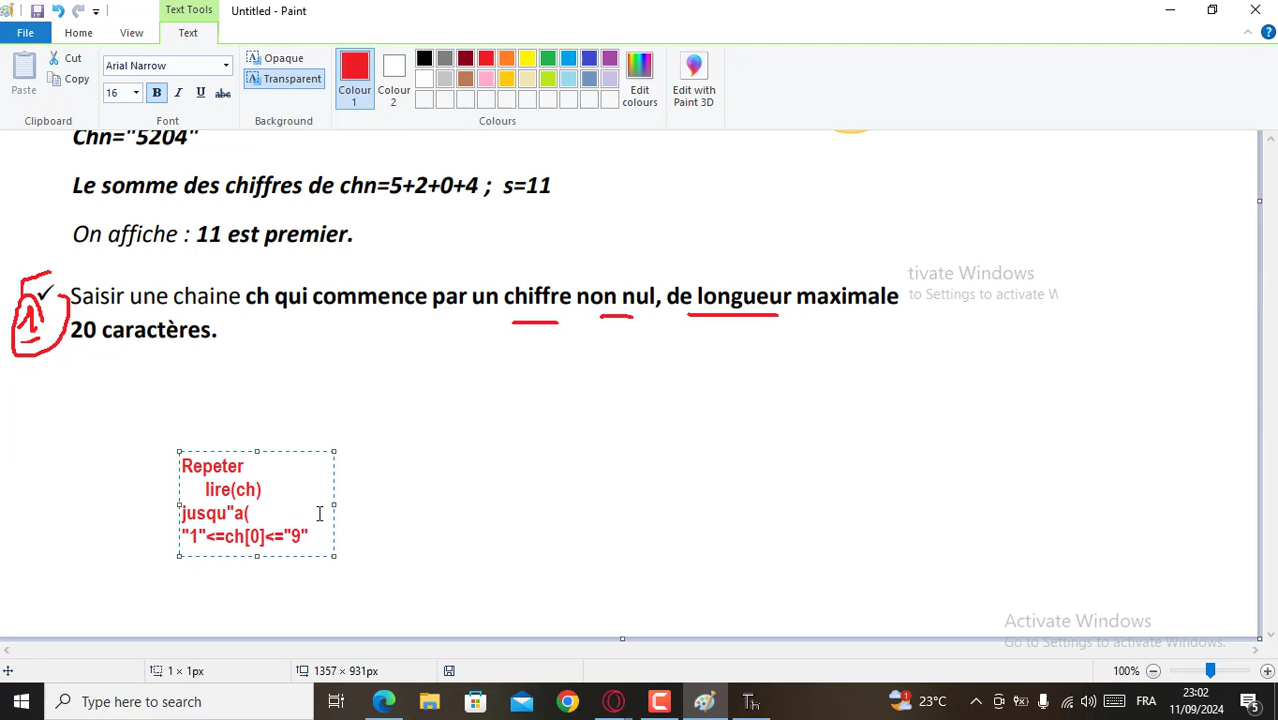 Untitled - Paint
Text Tools
File
Home
View
Text
Paste
Cut
Copy
Clipboard
Arial Narrow
16
B
I
U
abc
Font
Opaque
Transparent
Background
Colour 1
Colour 2
Edit colours
Edit with Paint 3D
Colours
Chn="5204"
Le somme des chiffres de chn=5+2+0+4 ;  s=11
On affiche : 11 est premier.
1
Saisir une chaine ch qui commence par un chiffre non nul, de longueur maximale
20 caractères.
tivate Windows
to Settings to activate W
Repeter
lire(ch)
jusqu"a(
"1"<=ch[0]<="9"
Activate Windows
Go to Settings to activate Windows.
1 × 1px
1357 × 931px
100%
Type here to search
Th
1
23°C
FRA
23:02
11/09/2024
5